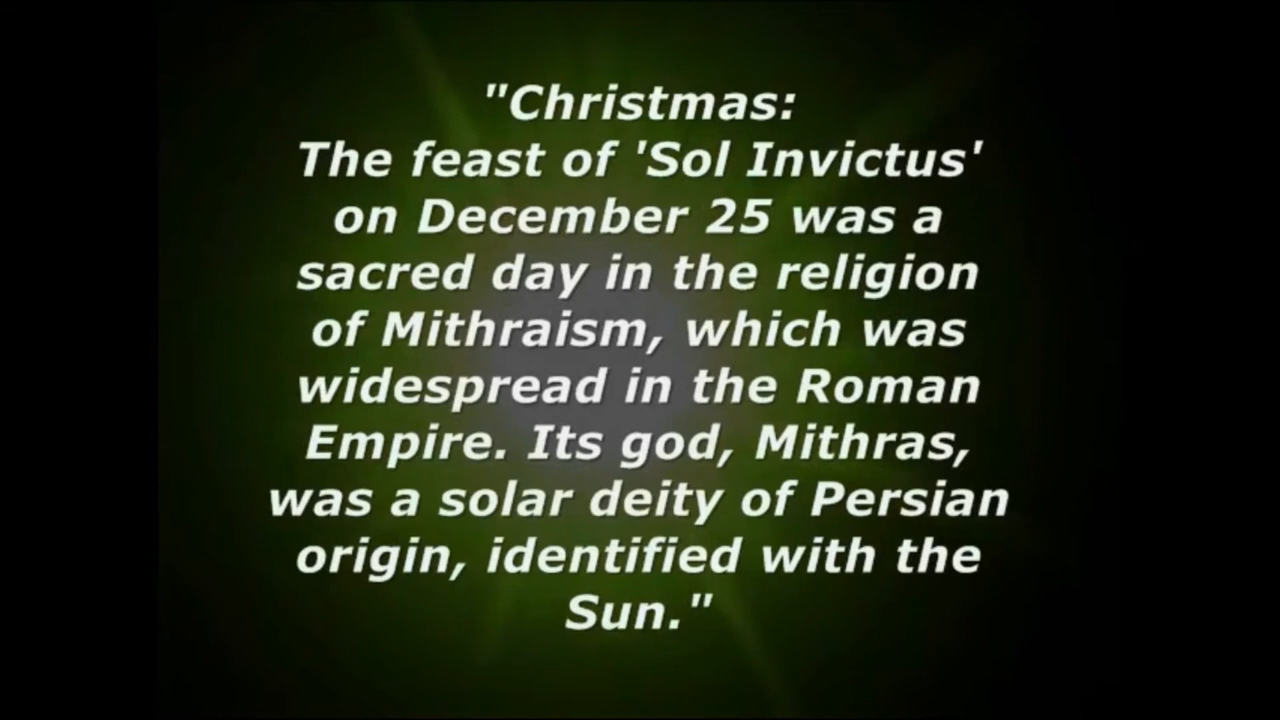 "Christmas:
The feast of 'Sol Invictus'
on December 25 was a
sacred day in the religion
of Mithraism, which was
widespread in the Roman
Empire. Its god, Mithras,
was a solar deity of Persian
origin, identified with the
Sun."